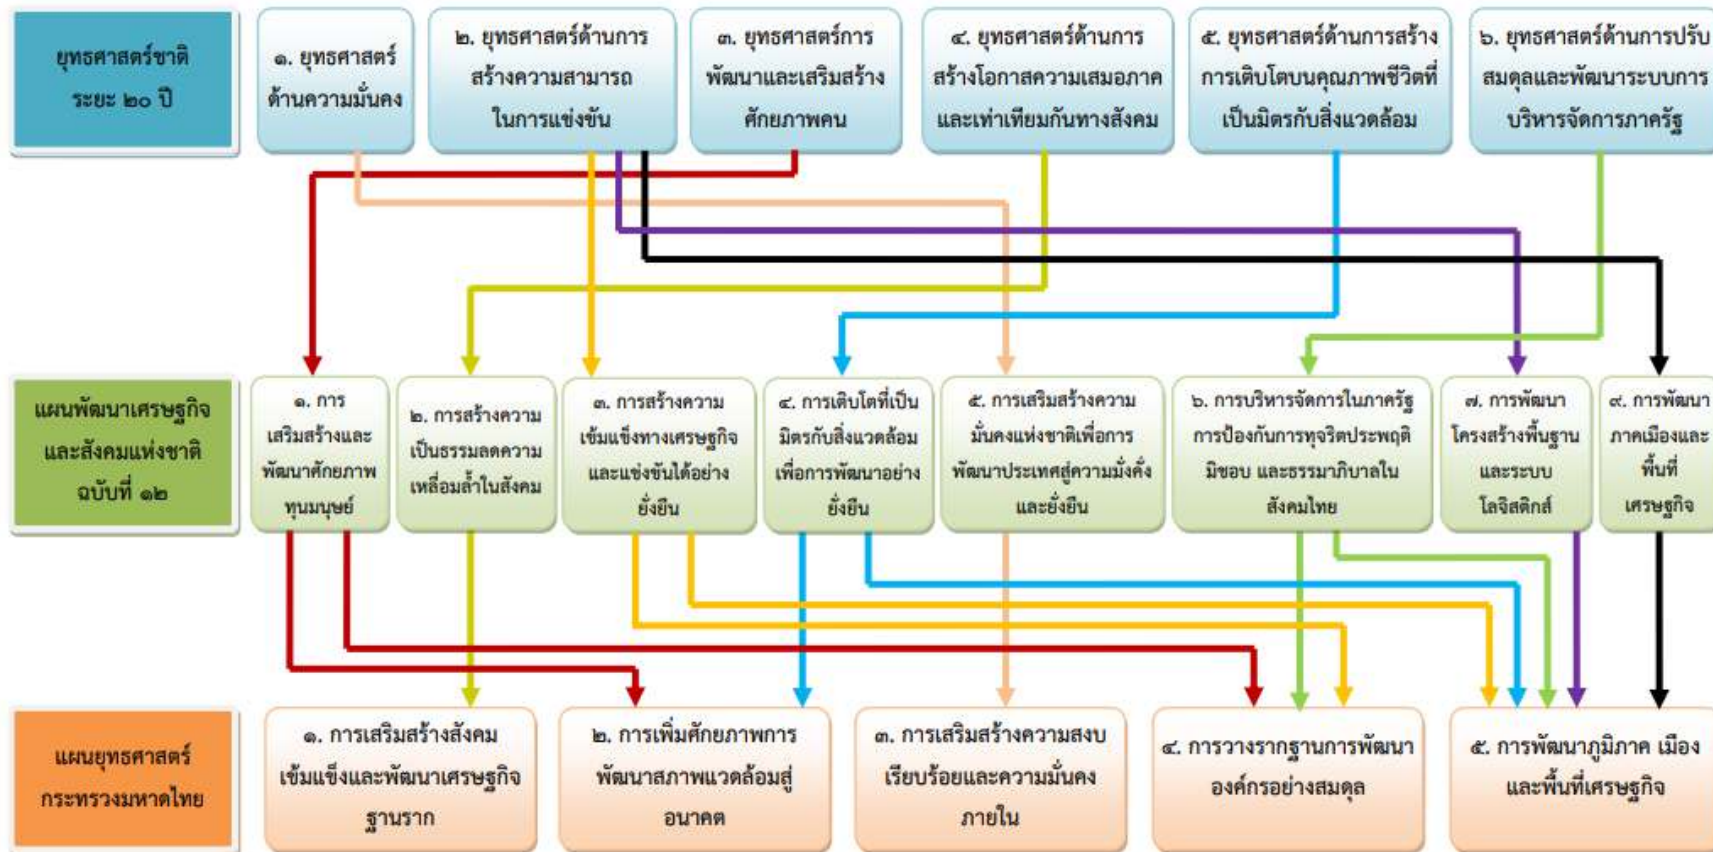 ยุทธศาสตร์ชาติ
ระยะ ๒๐ ปี
๑. ยุทธศาสตร์
ด้านความมั่นคง
๒. ยุทธศาสตร์ด้านการ
สร้างความสามารถ
ในการแข่งขัน
๓. ยุทธศาสตร์การ
พัฒนาและเสริมสร้าง
ศักยภาพคน
๔. ยุทธศาสตร์ด้านการ
สร้างโอกาสความเสมอภาค
และเท่าเทียมกันทางสังคม
๕. ยุทธศาสตร์ด้านการสร้าง
การเติบโตบนคุณภาพชีวิตที่
เป็นมิตรกับสิ่งแวดล้อม
๖. ยุทธศาสตร์ด้านการปรับ
สมดุลและพัฒนาระบบการ
บริหารจัดการภาครัฐ
แผนพัฒนาเศรษฐกิจ
และสังคมแห่งชาติ
ฉบับที่ ๑๒
๑. การ
เสริมสร้างและ
พัฒนาศักยภาพ
ทุนมนุษย์
๒. การสร้างความ
เป็นธรรมลดความ
เหลื่อมล้ำในสังคม
๓. การสร้างความ
เข้มแข็งทางเศรษฐกิจ
และแข่งขันได้อย่าง
ยั่งยืน
๔. การเติบโตที่เป็น
มิตรกับสิ่งแวดล้อม
เพื่อการพัฒนาอย่าง
ยั่งยืน
๕. การเสริมสร้างความ
มั่นคงแห่งชาติเพื่อการ
พัฒนาประเทศสู่ความมั่งคั่ง
และยั่งยืน
๖. การบริหารจัดการในภาครัฐ
การป้องกันการทุจริตประพฤติ
มิชอบ และธรรมาภิบาลใน
สังคมไทย
๗. การพัฒนา
โครงสร้างพื้นฐาน
และระบบ
โลจิสติกส์
๙. การพัฒนา
ภาคเมืองและ
พื้นที่
เศรษฐกิจ
แผนยุทธศาสตร์
กระทรวงมหาดไทย
๑. การเสริมสร้างสังคม
เข้มแข็งและพัฒนาเศรษฐกิจ
ฐานราก
๒. การเพิ่มศักยภาพการ
พัฒนาสภาพแวดล้อมสู่
อนาคต
๓. การเสริมสร้างความสงบ
เรียบร้อยและความมั่นคง
ภายใน
๔. การวางรากฐานการพัฒนา
องค์กรอย่างสมดุล
๕. การพัฒนาภูมิภาค เมือง
และพื้นที่เศรษฐกิจ